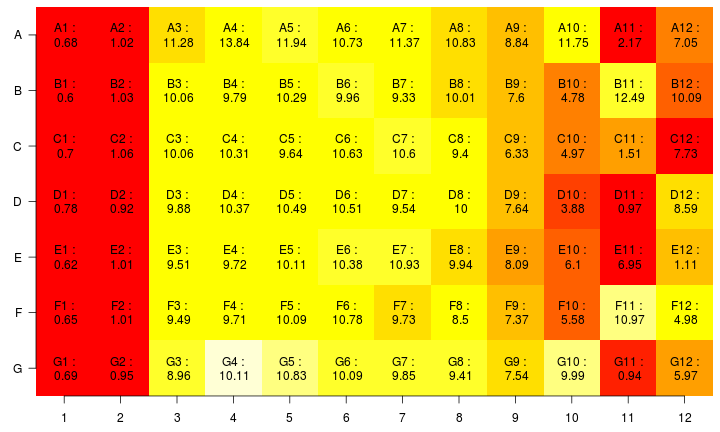 A
A1 : A2 : A3 : A4 : A5 : A6 : A7 : A8 : A9 : A10 : A11 : A12 :
0.68 1.02 11.28 13.84 11.94 10.73 11.37 10.83 8.84 11.75 2.17 7.05
B
B1 : B2 : B3 : B4 : B5 : B6 : B7 : B8 : B9 : B10 : B11 : B12 :
0.6 1.03 10.06 9.79 10.29 9.96 9.33 10.01 7.6 4.78 12.49 10.09
C
C1 : C2 : C3 : C4 : C5 : C6 : C7 : C8 : C9 : C10 : C11 : C12 :
0.7 1.06 10.06 10.31 9.64 10.63 10.6 9.4 6.33 4.97 1.51 7.73
D
D1 : D2 : D3 : D4 : D5 : D6 : D7 : D8 : D9 : D10 : D11 : D12 :
0.76 0.92 9.88 10.37 10.49 10.51 9.54 10 7.64 3.88 0.97 8.59
E
E1 : E2 : E3 : E4 : E5 : E6 : E7 : E8 : E9 : E10 : E11 : E12 :
0.62 1.01 9.51 9.72 10.11 10.38 10.93 9.94 8.09 6.1 6.95 1.11
F
F1 : F2 : F3 : F4 : F5 : F6 : F7 : F8 : F9 : F10 : F11 : F12 :
0.65 1.01 9.49 9.71 10.09 10.78 9.73 8.5 7.37 5.58 10.97 4.98
G
G1 : G2 : G3 : G4 : G5 : G6 : G7 : G8 : G9 : G10 : G11 : G12 :
0.69 0.95 8.96 10.11 10.83 10.09 9.85 9.41 7.54 9.99 0.94 5.97
1 2 3 4 5 6 7 8 9 10 11 12